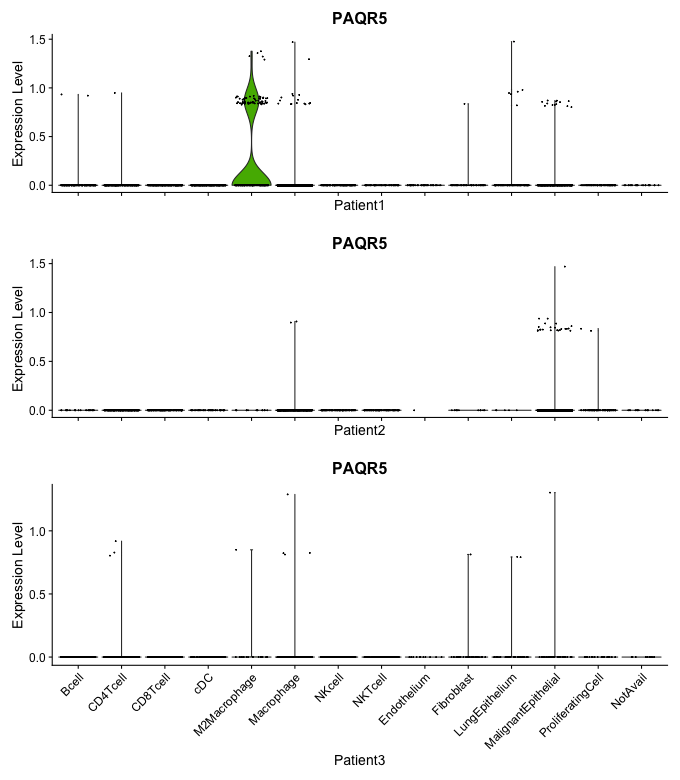 PAQR5
1.5
1.0
0.5
0.0
Expression Level
Patient1
PAQR5
1.5
1.0
0.5
0.0
Expression Level
Patient2
PAQR5
1.0
0.5
0.0
Expression Level
Bcell
CD4Tcell
CD8Tcell
cDC
M2Macrophage
Macrophage
NKcell
NKTcell
Endothelium
Fibroblast
LungEpithelium
MalignantEpithelial
ProliferatingCell
NotAvail
Patient3